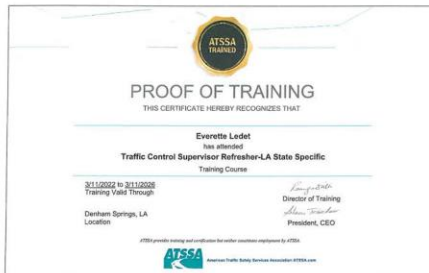 ATSSA
TRAINED
PROOF OF TRAINING
THIS CERTIFICATE HEREBY RECOGNIZES THAT
Everette Ledet
has attended
Traffic Control Supervisor Refresher-LA State Specific
Training Course
3/11/2022 to 3/11/2026
Training Valid Through
Director of Training
Denham Springs, LA
Location
President, CEO
ATSSA provides training and certification but neither constitutes employment by ATSSA.
ATSSA
American Traffic Safety Services Association ATSSA.com